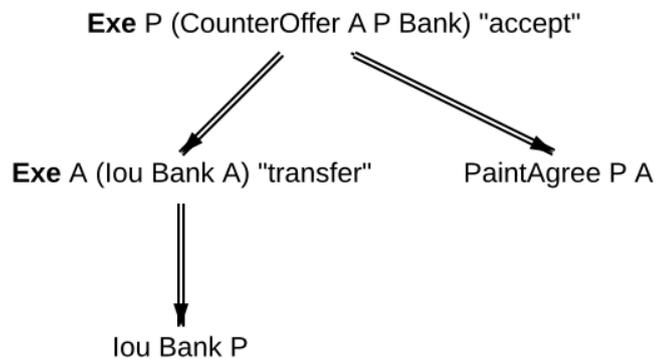 Exe P (CounterOffer A P Bank) "accept"
Exe A (Iou Bank A) "transfer"
PaintAgree P A
Iou Bank P